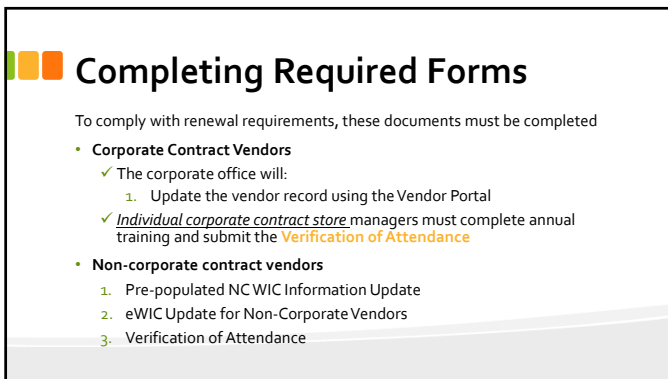 Completing Required Forms
To comply with renewal requirements, these documents must be completed
• Corporate Contract Vendors
✓ The corporate office will:
1. Update the vendor record using the Vendor Portal
✓ Individual corporate contract store managers must complete annual
training and submit the Verification of Attendance
• Non-corporate contract vendors
1. Pre-populated NC WIC Information Update
2. eWIC Update for Non-Corporate Vendors
3. Verification of Attendance